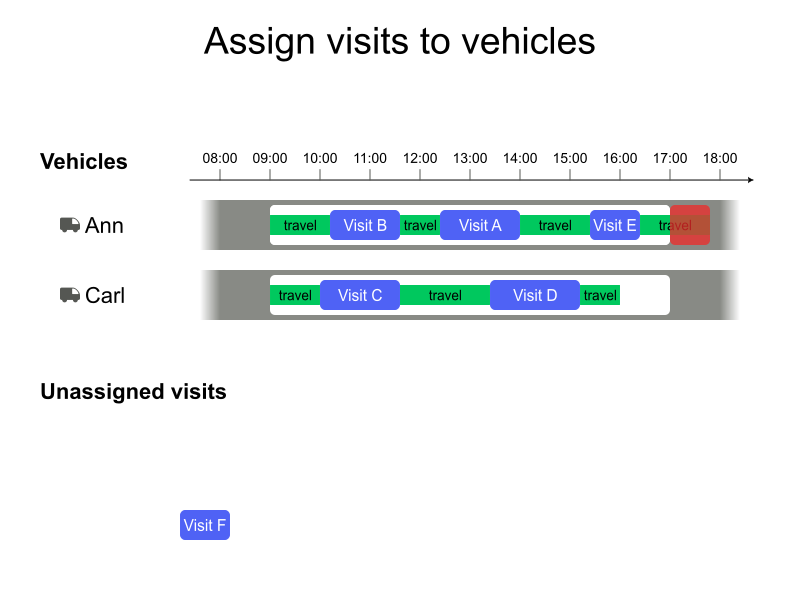 Assign visits to vehicles
Vehicles 08:00 09:00 10:00 11:00 12:00 13:00 14:00 15:00 16:00 17:00 18:00
Ann travel Visit B travel Visit A travel Visit E travel
Carl travel Visit C travel Visit D travel
Unassigned visits
Visit F